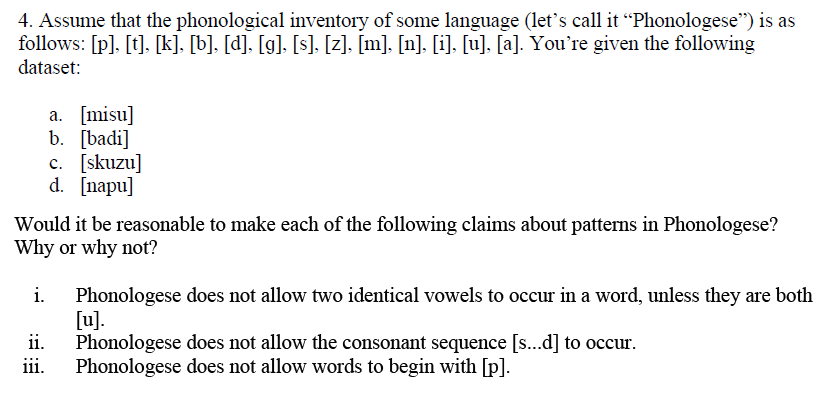 4. Assume that the phonological inventory of some language (let’s call it “Phonologese”) is as
follows: [p], [t], [k], [b], [d], [g], [s], [z], [m], [n], [i], [u], [a]. You’re given the following
dataset:
a. [misu]
b. [badi]
c. [skuzu]
d. [napu]
Would it be reasonable to make each of the following claims about patterns in Phonologese?
Why or why not?
i. Phonologese does not allow two identical vowels to occur in a word, unless they are both
[u].
ii. Phonologese does not allow the consonant sequence [s...d] to occur.
iii. Phonologese does not allow words to begin with [p].